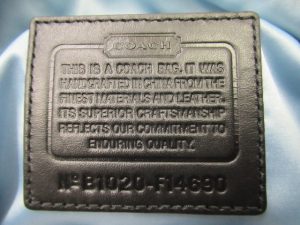 COACH
THIS IS A COACH BAG. IT WAS
HANDCRAFTED IN CHINA FROM THE
FINEST MATERIALS AND LEATHER.
ITS SUPERIOR CRAFTSMANSHIP
REFLECTS OUR COMMITMENT TO
ENDURING QUALITY.
Nº B1020-F14690